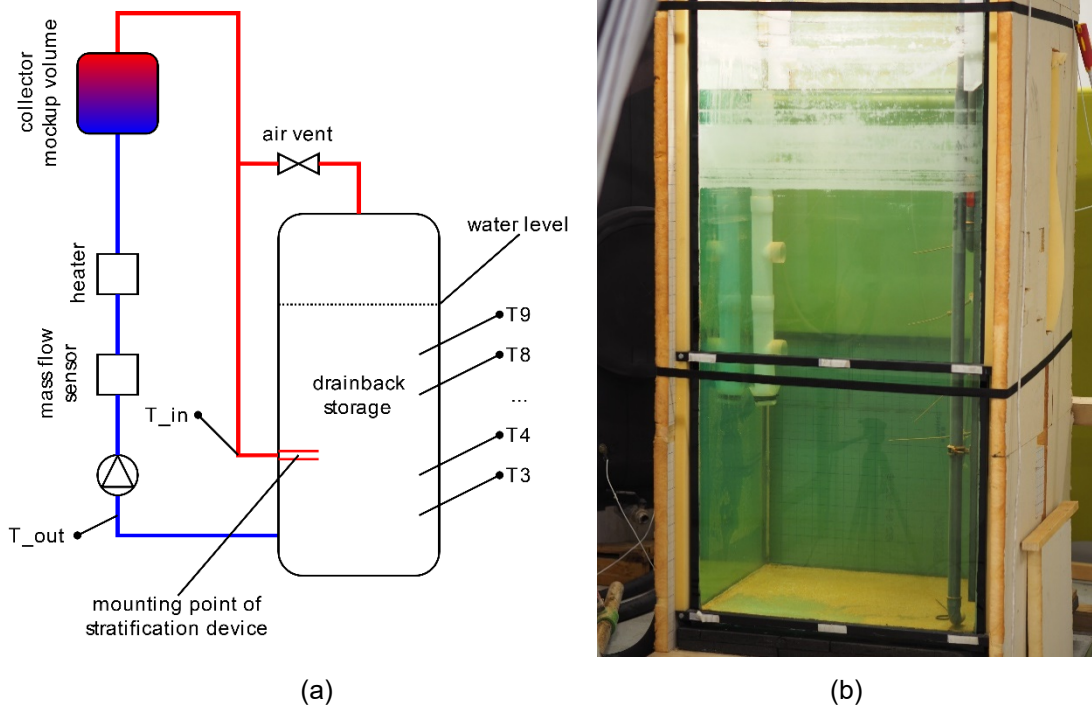 collector
mockup volume
air vent
water level
heater
T9
T8
drainback
storage
...
mass flow
sensor
T_in
T4
T3
T_out
mounting point of
stratification device
(a)
(b)